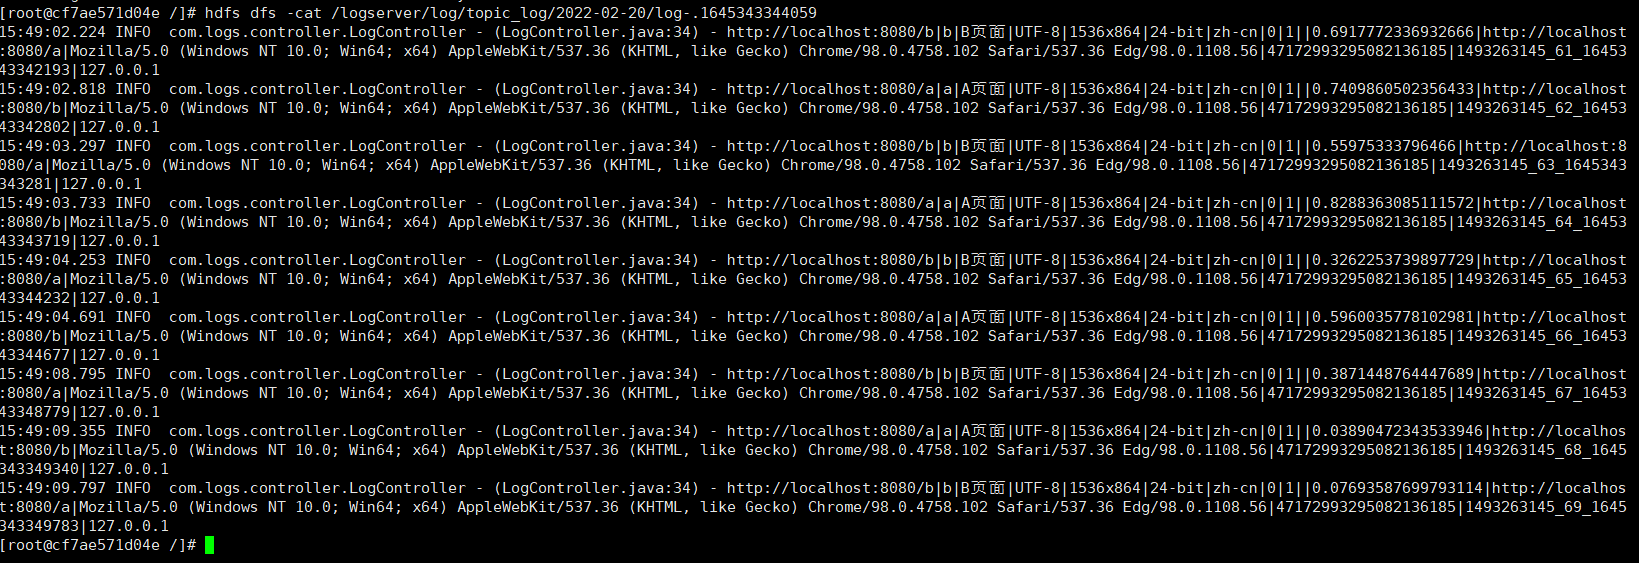 [root@cf7ae571d04e /]# hdfs dfs -cat /logserver/log/topic_log/2022-02-20/log-.1645343344059
15:49:02.224 INFO  com.logs.controller.LogController - (LogController.java:34) - http://localhost:8080/b|b|B页面|UTF-8|1536x864|24-bit|zh-cn|0|1||0.6917772336932666|http://localhost
:8080/a|Mozilla/5.0 (Windows NT 10.0; Win64; x64) AppleWebKit/537.36 (KHTML, like Gecko) Chrome/98.0.4758.102 Safari/537.36 Edg/98.0.1108.56|47172993295082136185|1493263145_61_16453
43342193|127.0.0.1
15:49:02.818 INFO  com.logs.controller.LogController - (LogController.java:34) - http://localhost:8080/a|a|A页面|UTF-8|1536x864|24-bit|zh-cn|0|1||0.7409860502356433|http://localhost
:8080/b|Mozilla/5.0 (Windows NT 10.0; Win64; x64) AppleWebKit/537.36 (KHTML, like Gecko) Chrome/98.0.4758.102 Safari/537.36 Edg/98.0.1108.56|47172993295082136185|1493263145_62_16453
43342802|127.0.0.1
15:49:03.297 INFO  com.logs.controller.LogController - (LogController.java:34) - http://localhost:8080/b|b|B页面|UTF-8|1536x864|24-bit|zh-cn|0|1||0.55975333796466|http://localhost:8
080/a|Mozilla/5.0 (Windows NT 10.0; Win64; x64) AppleWebKit/537.36 (KHTML, like Gecko) Chrome/98.0.4758.102 Safari/537.36 Edg/98.0.1108.56|47172993295082136185|1493263145_63_1645343
343281|127.0.0.1
15:49:03.733 INFO  com.logs.controller.LogController - (LogController.java:34) - http://localhost:8080/a|a|A页面|UTF-8|1536x864|24-bit|zh-cn|0|1||0.8288363085111572|http://localhost
:8080/b|Mozilla/5.0 (Windows NT 10.0; Win64; x64) AppleWebKit/537.36 (KHTML, like Gecko) Chrome/98.0.4758.102 Safari/537.36 Edg/98.0.1108.56|47172993295082136185|1493263145_64_16453
43343719|127.0.0.1
15:49:04.253 INFO  com.logs.controller.LogController - (LogController.java:34) - http://localhost:8080/b|b|B页面|UTF-8|1536x864|24-bit|zh-cn|0|1||0.3262253739897729|http://localhost
:8080/a|Mozilla/5.0 (Windows NT 10.0; Win64; x64) AppleWebKit/537.36 (KHTML, like Gecko) Chrome/98.0.4758.102 Safari/537.36 Edg/98.0.1108.56|47172993295082136185|1493263145_65_16453
43344232|127.0.0.1
15:49:04.691 INFO  com.logs.controller.LogController - (LogController.java:34) - http://localhost:8080/a|a|A页面|UTF-8|1536x864|24-bit|zh-cn|0|1||0.5960035778102981|http://localhost
:8080/b|Mozilla/5.0 (Windows NT 10.0; Win64; x64) AppleWebKit/537.36 (KHTML, like Gecko) Chrome/98.0.4758.102 Safari/537.36 Edg/98.0.1108.56|47172993295082136185|1493263145_66_16453
43344677|127.0.0.1
15:49:08.795 INFO  com.logs.controller.LogController - (LogController.java:34) - http://localhost:8080/b|b|B页面|UTF-8|1536x864|24-bit|zh-cn|0|1||0.3871448764447689|http://localhost
:8080/a|Mozilla/5.0 (Windows NT 10.0; Win64; x64) AppleWebKit/537.36 (KHTML, like Gecko) Chrome/98.0.4758.102 Safari/537.36 Edg/98.0.1108.56|47172993295082136185|1493263145_67_16453
43348779|127.0.0.1
15:49:09.355 INFO  com.logs.controller.LogController - (LogController.java:34) - http://localhost:8080/a|a|A页面|UTF-8|1536x864|24-bit|zh-cn|0|1||0.03890472343533946|http://localhos
t:8080/b|Mozilla/5.0 (Windows NT 10.0; Win64; x64) AppleWebKit/537.36 (KHTML, like Gecko) Chrome/98.0.4758.102 Safari/537.36 Edg/98.0.1108.56|47172993295082136185|1493263145_68_1645
343349340|127.0.0.1
15:49:09.797 INFO  com.logs.controller.LogController - (LogController.java:34) - http://localhost:8080/b|b|B页面|UTF-8|1536x864|24-bit|zh-cn|0|1||0.07693587699793114|http://localhos
t:8080/a|Mozilla/5.0 (Windows NT 10.0; Win64; x64) AppleWebKit/537.36 (KHTML, like Gecko) Chrome/98.0.4758.102 Safari/537.36 Edg/98.0.1108.56|47172993295082136185|1493263145_69_1645
343349783|127.0.0.1
[root@cf7ae571d04e /]#